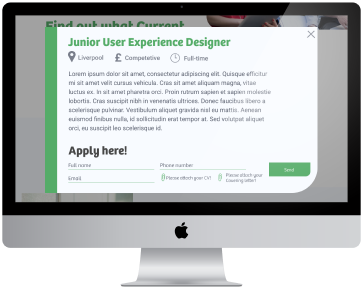 Find out what Current
Junior User Experience Designer
Liverpool £ Competetive Full-time
Lorem ipsum dolor sit amet, consectetur adipiscing elit. Quisque efficitur
mi sit amet velit cursus vehicula. Cras sit amet aliquam magna, vitae
luctus ex. In sit amet pharetra orci. Proin rutrum sapien et sapien molestie
lobortis. Cras suscipit nibh in venenatis ultrices. Donec faucibus libero a
scelerisque pulvinar. Vestibulum aliquet gravida nisl eu mattis. Aenean
euismod finibus nulla, id sollicitudin erat tempor at. Sed volutpat aliquet
orci, eu suscipit leo scelerisque id.
Apply here!
Full name Phone number
Send
Email Please attach your CV! Please attach your
covering letter!